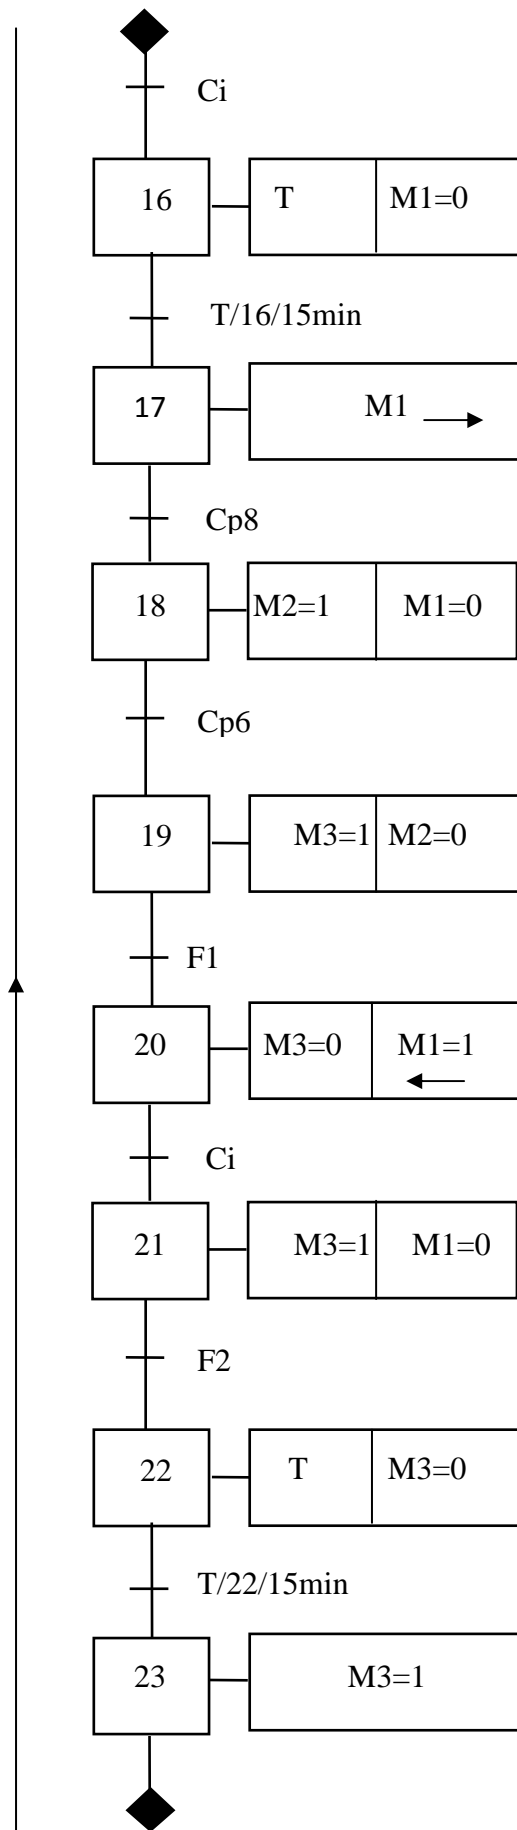 Ci
16 T M1=0
T/16/15min
17 M1
Cp8
18 M2=1 M1=0
Cp6
19 M3=1 M2=0
F1
20 M3=0 M1=1
Ci
21 M3=1 M1=0
F2
22 T M3=0
T/22/15min
23 M3=1